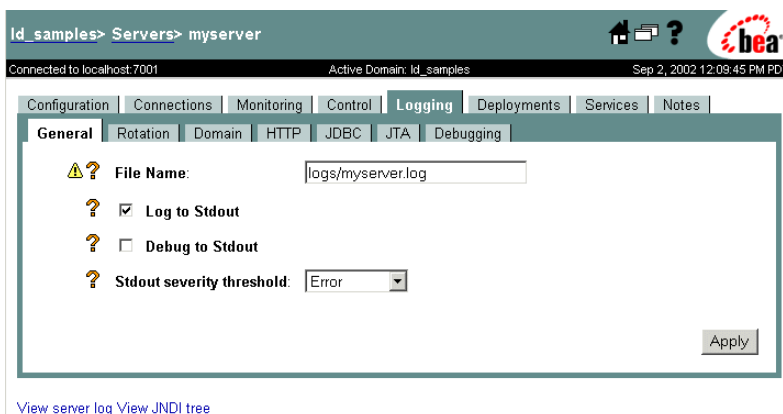 ld_samples> Servers> myserver
?
bea
Connected to localhost:7001 Active Domain: ld_samples Sep 2, 2002 12:09:45 PM PD
Configuration Connections Monitoring Control Logging Deployments Services Notes
General Rotation Domain HTTP JDBC JTA Debugging
? File Name: logs/myserver.log
? Log to Stdout
? Debug to Stdout
? Stdout severity threshold: Error
Apply
View server log View JNDI tree